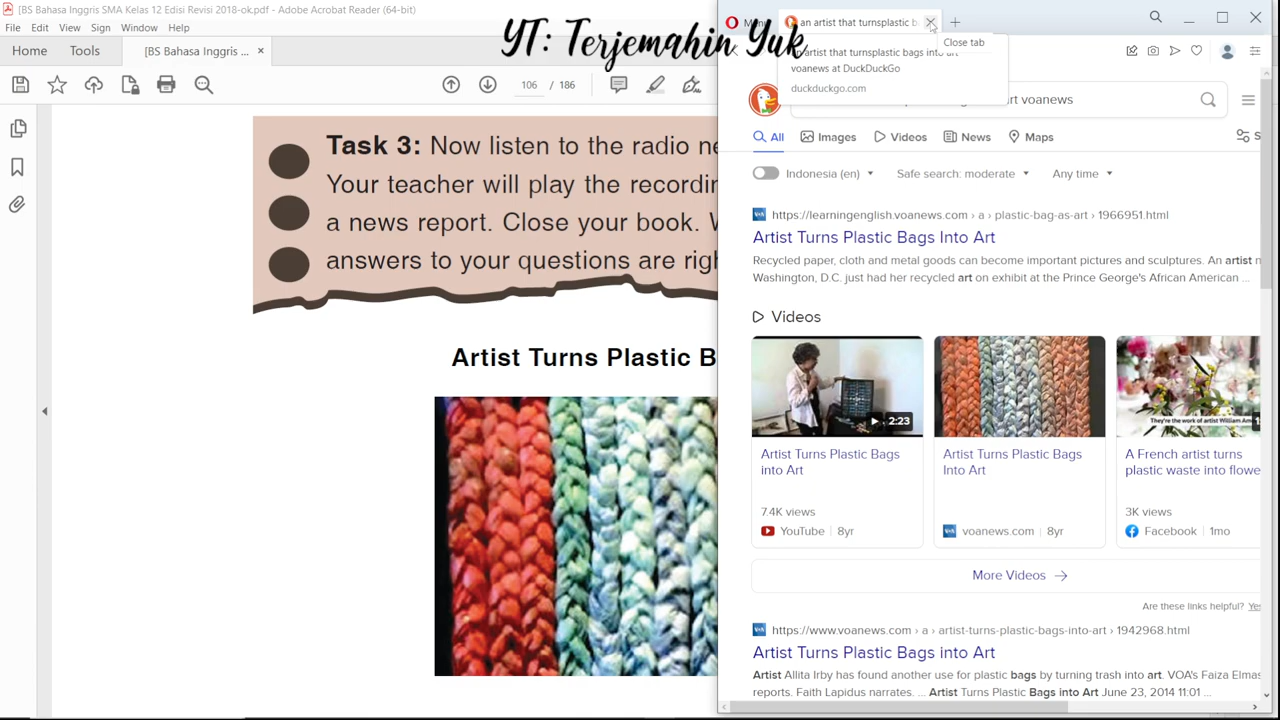 [BS Bahasa Inggris SMA Kelas 12 Edisi Revisi 2018-ok.pdf - Adobe Acrobat Reader (64-bit)
File Edit View Sign Window Help
Home Tools [BS Bahasa Inggris ...
106 / 186
YT: Terjemahin Yuk
Task 3: Now listen to the radio ne
Your teacher will play the recordin
a news report. Close your book. W
answers to your questions are righ
Artist Turns Plastic B
an artist that turnsplastic b
Close tab
artist that turnsplastic bags into art
voanews at DuckDuckGo
duckduckgo.com
rt voanews
All Images Videos News Maps
Indonesia (en) Safe search: moderate Any time
https://learningenglish.voanews.com › a › plastic-bag-as-art › 1966951.html
Artist Turns Plastic Bags Into Art
Recycled paper, cloth and metal goods can become important pictures and sculptures. An artist
Washington, D.C. just had her recycled art on exhibit at the Prince George's African American ...
Videos
2:23
They're the work of artist William
Artist Turns Plastic Bags
into Art
7.4K views
YouTube 8yr
Artist Turns Plastic Bags
Into Art
voanews.com 8yr
A French artist turns
plastic waste into flowe
3K views
Facebook 1mo
More Videos
Are these links helpful? Yes
https://www.voanews.com › a › artist-turns-plastic-bags-into-art › 1942968.html
Artist Turns Plastic Bags into Art
Artist Allita Irby has found another use for plastic bags by turning trash into art. VOA's Faiza Elmas
reports. Faith Lapidus narrates. ... Artist Turns Plastic Bags into Art June 23, 2014 11:01 ...